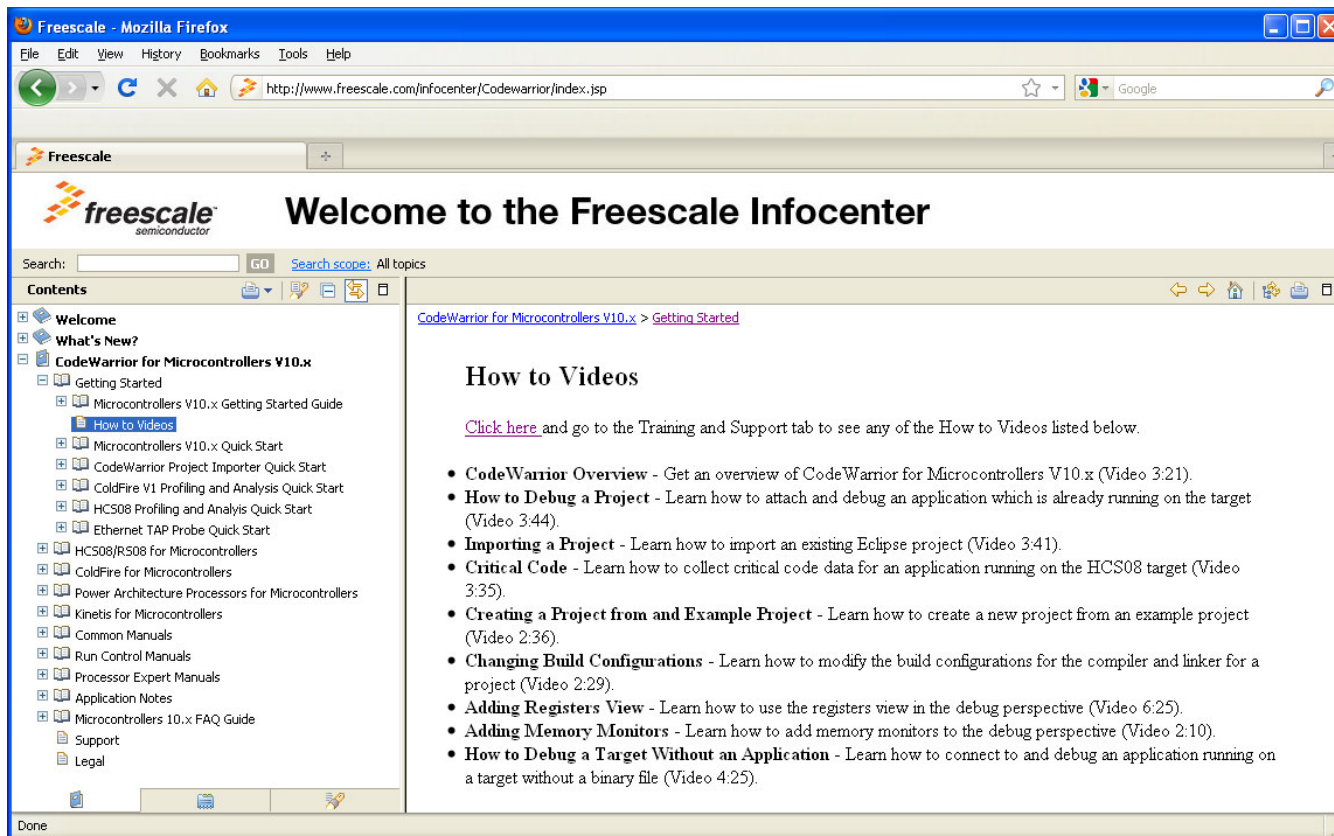 Freescale - Mozilla Firefox
File Edit View History Bookmarks Tools Help
http://www.freescale.com/infocenter/Codewarrior/index.jsp
Google
Freescale
freescale™
semiconductor
Welcome to the Freescale Infocenter
Search: GO Search scope: All topics
Contents
Welcome
What's New?
CodeWarrior for Microcontrollers V10.x
Getting Started
Microcontrollers V10.x Getting Started Guide
How to Videos
Microcontrollers V10.x Quick Start
CodeWarrior Project Importer Quick Start
ColdFire V1 Profiling and Analysis Quick Start
HCS08 Profiling and Analyis Quick Start
Ethernet TAP Probe Quick Start
HCS08/RS08 for Microcontrollers
ColdFire for Microcontrollers
Power Architecture Processors for Microcontrollers
Kinetis for Microcontrollers
Common Manuals
Run Control Manuals
Processor Expert Manuals
Application Notes
Microcontrollers 10.x FAQ Guide
Support
Legal
CodeWarrior for Microcontrollers V10.x > Getting Started
How to Videos
Click here and go to the Training and Support tab to see any of the How to Videos listed below.
• CodeWarrior Overview - Get an overview of CodeWarrior for Microcontrollers V10.x (Video 3:21).
• How to Debug a Project - Learn how to attach and debug an application which is already running on the target
(Video 3:44).
• Importing a Project - Learn how to import an existing Eclipse project (Video 3:41).
• Critical Code - Learn how to collect critical code data for an application running on the HCS08 target (Video
3:35).
• Creating a Project from and Example Project - Learn how to create a new project from an example project
(Video 2:36).
• Changing Build Configurations - Learn how to modify the build configurations for the compiler and linker for a
project (Video 2:29).
• Adding Registers View - Learn how to use the registers view in the debug perspective (Video 6:25).
• Adding Memory Monitors - Learn how to add memory monitors to the debug perspective (Video 2:10).
• How to Debug a Target Without an Application - Learn how to connect to and debug an application running on
a target without a binary file (Video 4:25).
Done